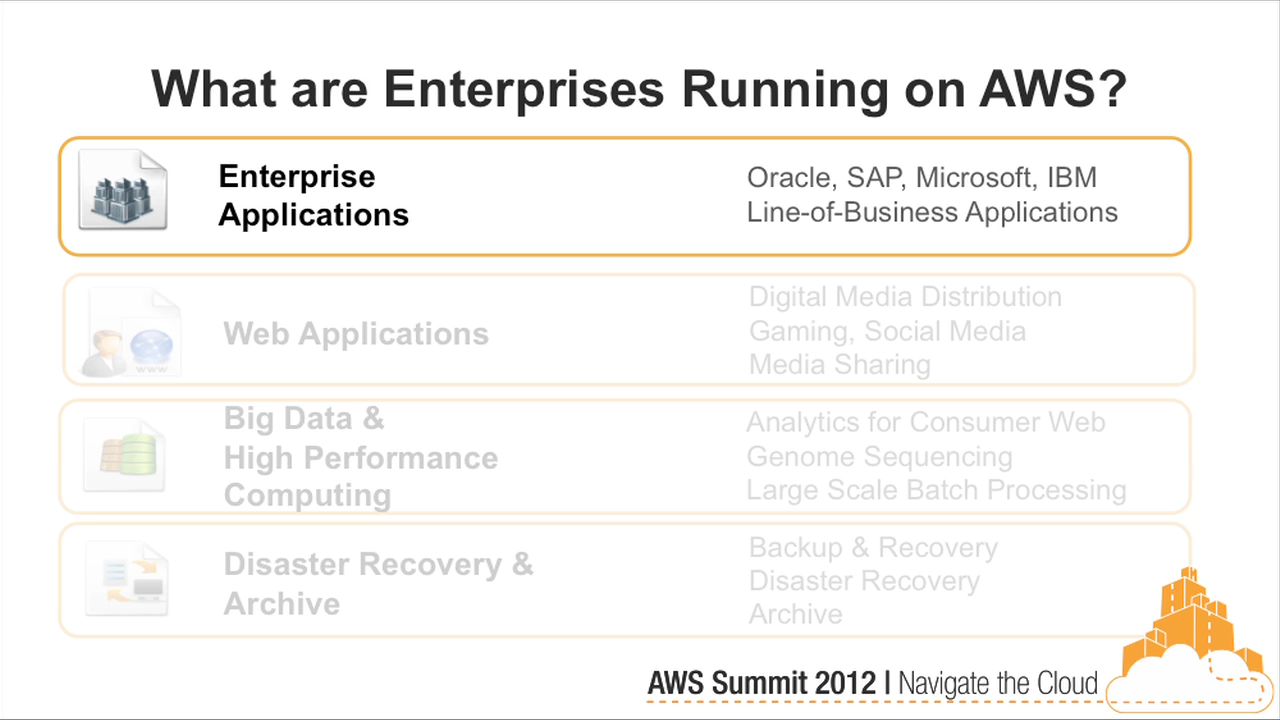 What are Enterprises Running on AWS?
Enterprise
Applications
Oracle, SAP, Microsoft, IBM
Line-of-Business Applications
Web Applications
Digital Media Distribution
Gaming, Social Media
Media Sharing
www
Big Data &
High Performance
Computing
Analytics for Consumer Web
Genome Sequencing
Large Scale Batch Processing
Disaster Recovery &
Archive
Backup & Recovery
Disaster Recovery
Archive
AWS Summit 2012 | Navigate the Cloud